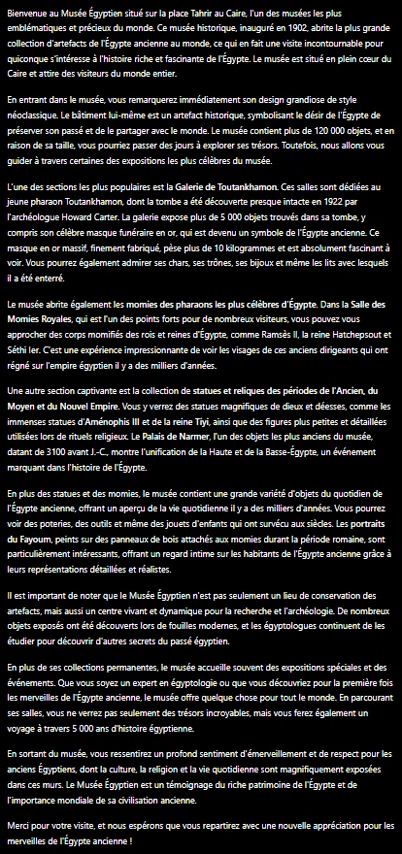 Bienvenue au Musée Égyptien situé sur la place Tahrir au Caire, l'un des musées les plus
emblématiques et précieux du monde. Ce musée historique, inauguré en 1902, abrite la plus grande
collection d'artefacts de l'Égypte ancienne au monde, ce qui en fait une visite incontournable pour
quiconque s'intéresse à l'histoire riche et fascinante de l'Égypte. Le musée est situé en plein cœur du
Caire et attire des visiteurs du monde entier.
En entrant dans le musée, vous remarquerez immédiatement son design grandiose de style
néoclassique. Le bâtiment lui-même est un artefact historique, symbolisant le désir de l'Égypte de
préserver son passé et de le partager avec le monde. Le musée contient plus de 120 000 objets, et en
raison de sa taille, vous pourriez passer des jours à explorer ses trésors. Toutefois, nous allons vous
guider à travers certaines des expositions les plus célèbres du musée.
L'une des sections les plus populaires est la Galerie de Toutankhamon. Ces salles sont dédiées au
jeune pharaon Toutankhamon, dont la tombe a été découverte presque intacte en 1922 par
l'archéologue Howard Carter. La galerie expose plus de 5 000 objets trouvés dans sa tombe, y
compris son célèbre masque funéraire en or, qui est devenu un symbole de l'Égypte ancienne. Ce
masque en or massif, finement fabriqué, pèse plus de 10 kilogrammes et est absolument fascinant à
voir. Vous pourrez également admirer ses chars, ses trônes, ses bijoux et même les lits avec lesquels
il a été enterré.
Le musée abrite également les momies des pharaons les plus célèbres d'Égypte. Dans la Salle des
Momies Royales, qui est l'un des points forts pour de nombreux visiteurs, vous pouvez vous
approcher des corps momifiés des rois et reines d'Égypte, comme Ramsès II, la reine Hatchepsout et
Séthi Ier. C'est une expérience impressionnante de voir les visages de ces anciens dirigeants qui ont
régné sur l'empire égyptien il y a des milliers d'années.
Une autre section captivante est la collection de statues et reliques des périodes de l'Ancien, du
Moyen et du Nouvel Empire. Vous y verrez des statues magnifiques de dieux et déesses, comme les
immenses statues d'Aménophis III et de la reine Tiyi, ainsi que des figures plus petites et détaillées
utilisées lors de rituels religieux. Le Palais de Narmer, l'un des objets les plus anciens du musée,
datant de 3100 avant J.-C., montre l'unification de la Haute et de la Basse-Égypte, un événement
marquant dans l'histoire de l'Égypte.
En plus des statues et des momies, le musée contient une grande variété d'objets du quotidien de
l'Égypte ancienne, offrant un aperçu de la vie quotidienne il y a des milliers d'années. Vous pourrez
voir des poteries, des outils et même des jouets d'enfants qui ont survécu aux siècles. Les portraits
du Fayoum, peints sur des panneaux de bois attachés aux momies durant la période romaine, sont
particulièrement intéressants, offrant un regard intime sur les habitants de l'Égypte ancienne grâce à
leurs représentations détaillées et réalistes.
Il est important de noter que le Musée Égyptien n'est pas seulement un lieu de conservation des
artefacts, mais aussi un centre vivant et dynamique pour la recherche et l'archéologie. De nombreux
objets exposés ont été découverts lors de fouilles modernes, et les égyptologues continuent de les
étudier pour découvrir d'autres secrets du passé égyptien.
En plus de ses collections permanentes, le musée accueille souvent des expositions spéciales et des
événements. Que vous soyez un expert en égyptologie ou que vous découvriez pour la première fois
les merveilles de l'Égypte ancienne, le musée offre quelque chose pour tout le monde. En parcourant
ses salles, vous ne verrez pas seulement des trésors incroyables, mais vous ferez également un
voyage à travers 5 000 ans d'histoire égyptienne.
En sortant du musée, vous ressentirez un profond sentiment d'émerveillement et de respect pour les
anciens Égyptiens, dont la culture, la religion et la vie quotidienne sont magnifiquement exposées
dans ces murs. Le Musée Égyptien est un témoignage du riche patrimoine de l'Égypte et de
l'importance mondiale de sa civilisation ancienne.
Merci pour votre visite, et nous espérons que vous repartirez avec une nouvelle appréciation pour les
merveilles de l'Égypte ancienne !